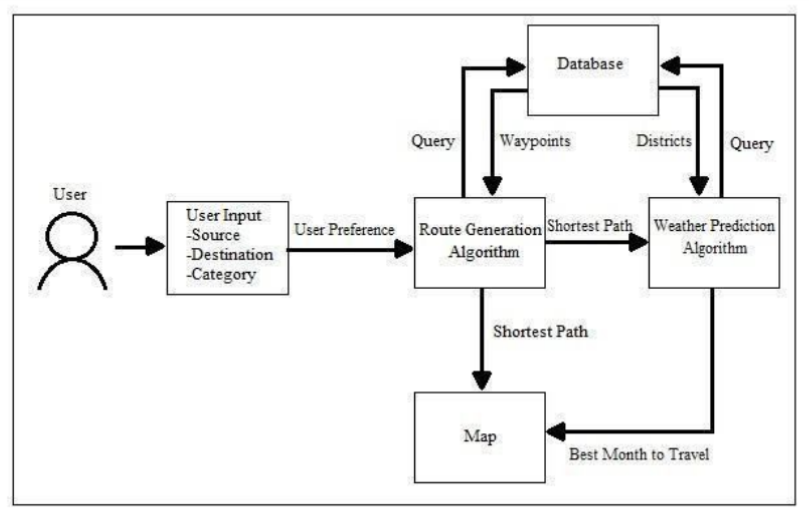 Database
Query
Waypoints
Districts
Query
User
User Input
-Source
-Destination
-Category
User Preference
Route Generation
Algorithm
Shortest Path
Weather Prediction
Algorithm
Shortest Path
Map
Best Month to Travel